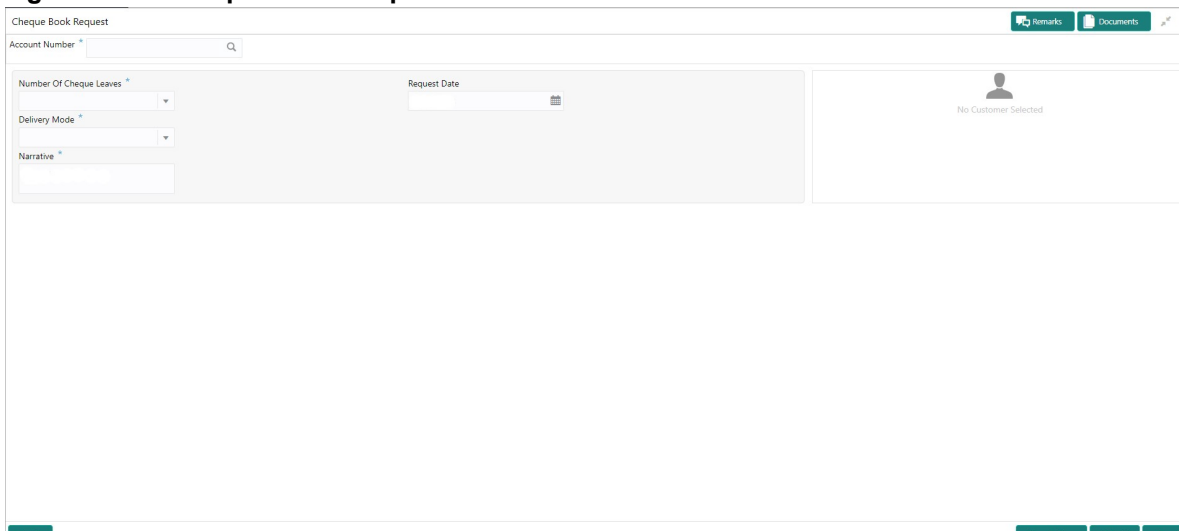 Cheque Book Request
Remarks
Documents
Account Number *
Number Of Cheque Leaves *
Request Date
No Customer Selected
Delivery Mode *
Narrative *